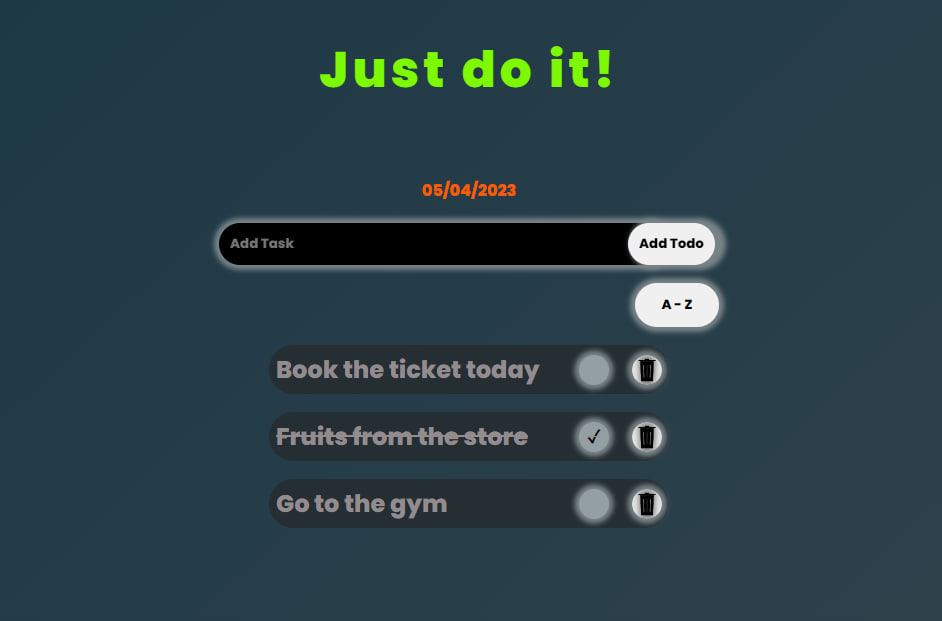 Just do it!
05/04/2023
Add Task
Add Todo
A - Z
Book the ticket today
Fruits from the store
Go to the gym